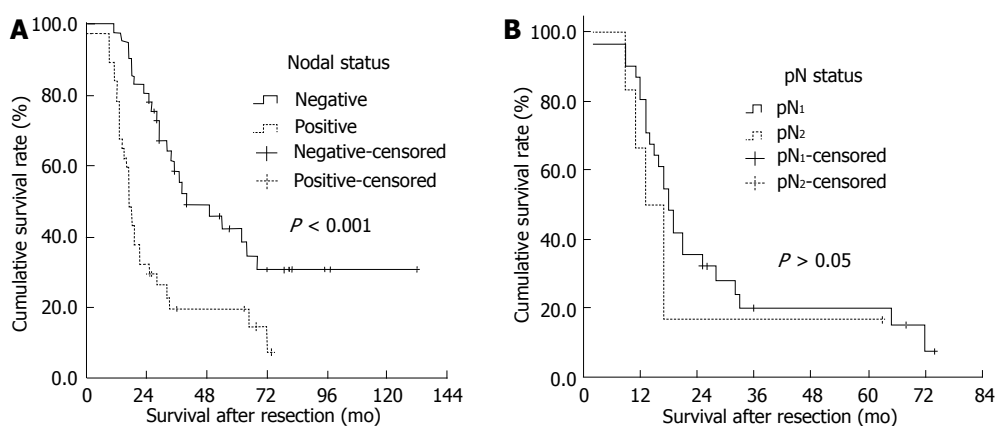 A
Cumulative survival rate (%)
100.0
80.0
60.0
40.0
20.0
0.0
Nodal status
Negative
Positive
Negative-censored
Positive-censored
P < 0.001
0 24 48 72 96 120 144
Survival after resection (mo)
B
Cumulative survival rate (%)
100.0
80.0
60.0
40.0
20.0
0.0
pN status
pN1
pN2
pN1-censored
pN2-censored
P > 0.05
0 12 24 36 48 60 72 84
Survival after resection (mo)